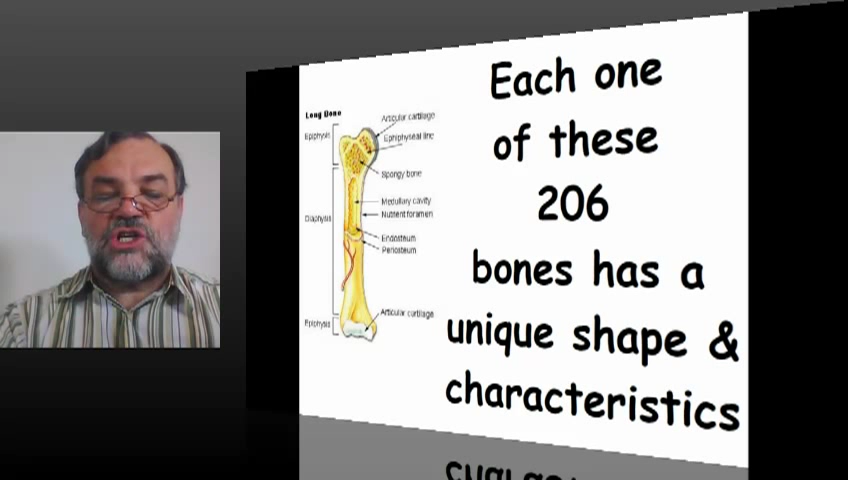 Each one
of these
206
bones has a
unique shape &
characteristics
Long Bone
Articular cartilage
Epiphysis
Ephiphyseal line
Spongy bone
Medullary cavity
Nutrient foramen
Diaphysis
Endosteum
Periosteum
Articular cartilage
Epiphysis